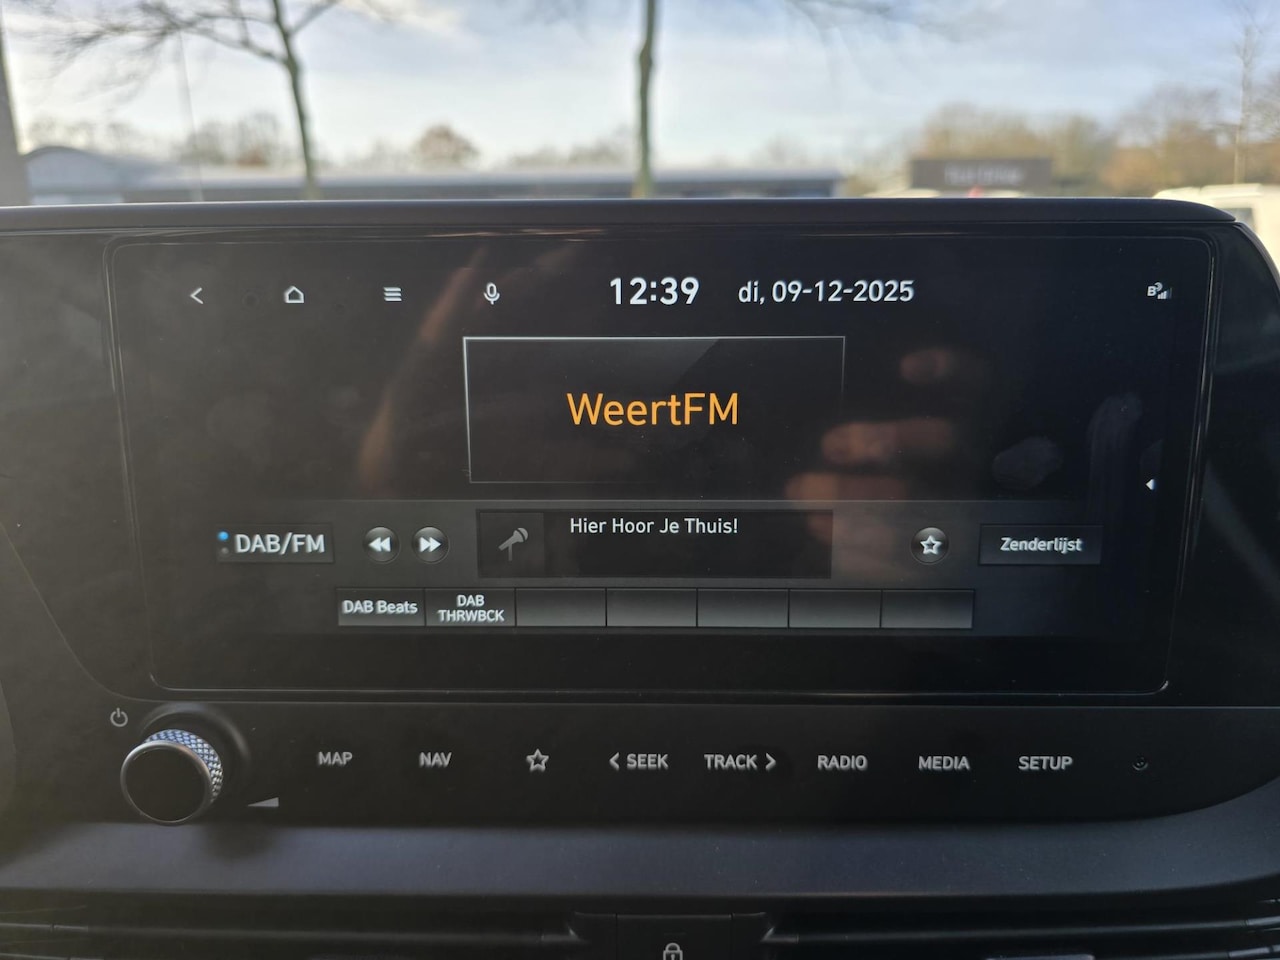 12:39 di, 09-12-2025
WeertFM
Hier Hoor Je Thuis!
DAB/FM
Zenderlijst
DAB Beats
DAB
THRWBCK
MAP NAV < SEEK TRACK > RADIO MEDIA SETUP